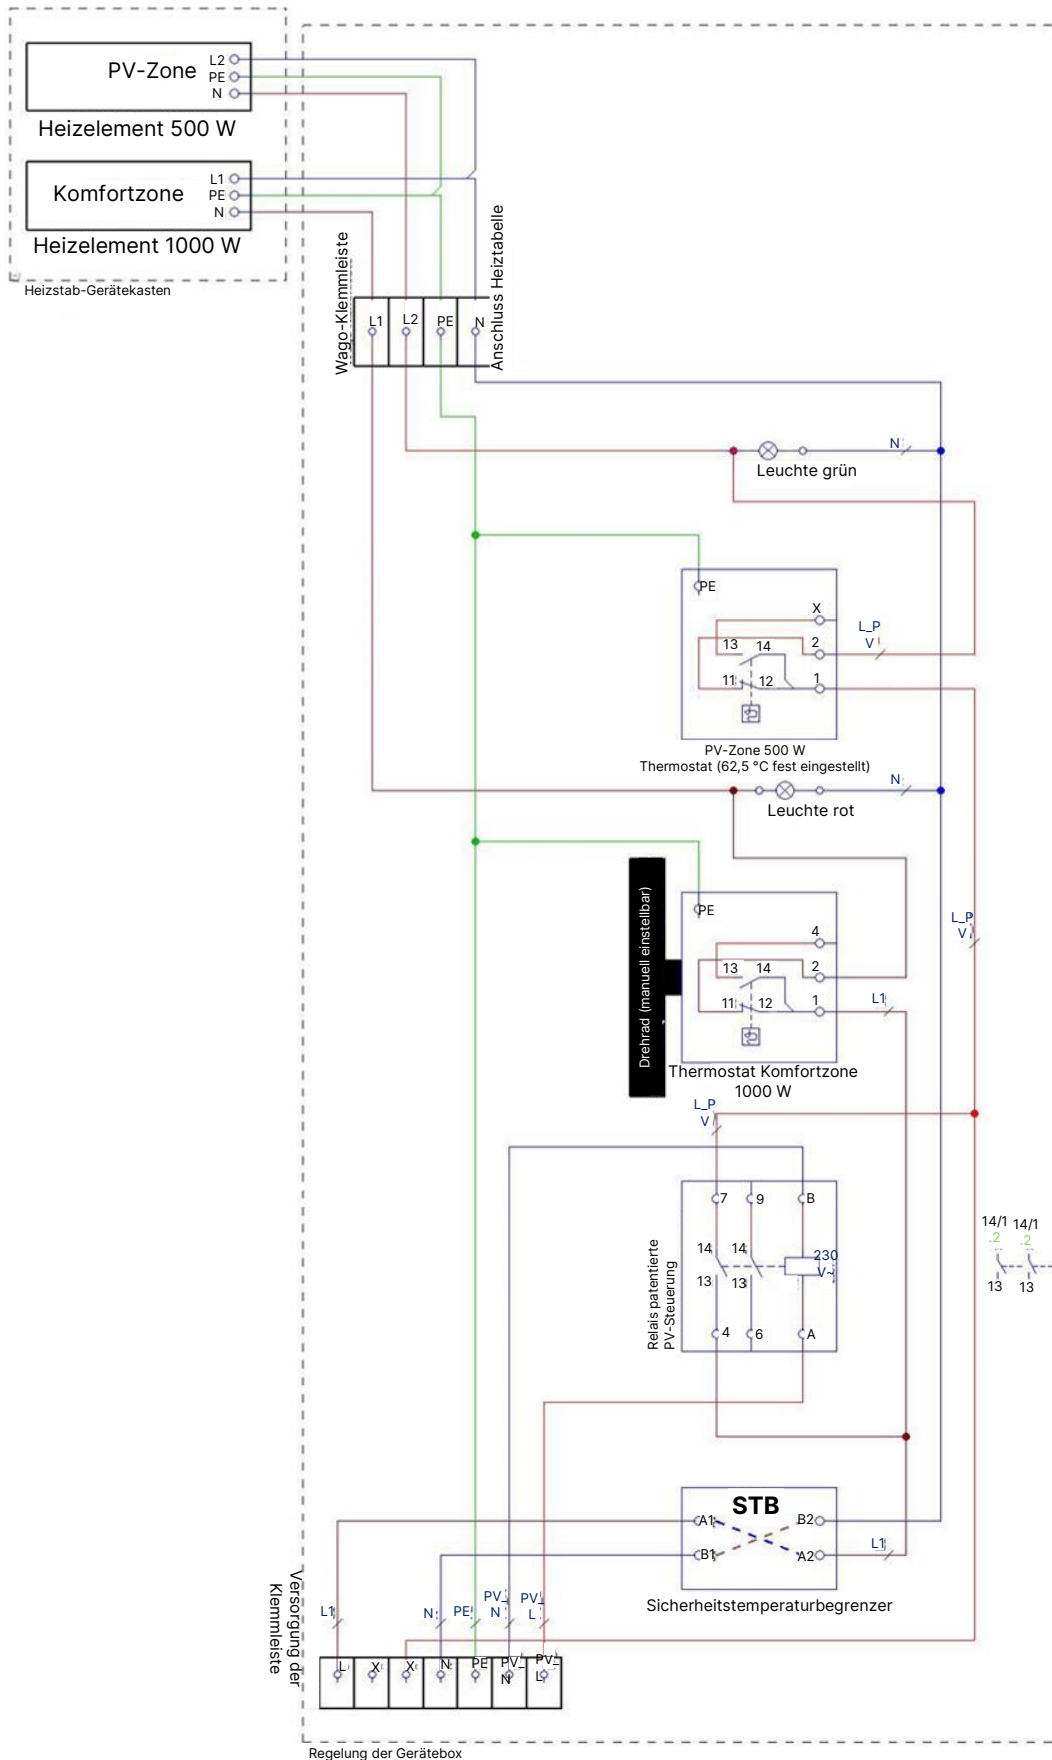 PV-Zone
L2
PE
N
Heizelement 500 W
Komfortzone
L1
PE
N
Heizelement 1000 W
Heizstab-Gerätekasten
Wago-Klemmleiste
L1
L2
PE
N
Anschluss Heiztabelle
N
Leuchte grün
PE
X
L_P
V
2
13
14
11
12
1
PV-Zone 500 W
Thermostat (62,5 °C fest eingestellt)
N
Leuchte rot
Drehrad (manuell einstellbar)
PE
4
2
13
14
11
12
1
L1
L_P
V
Thermostat Komfortzone
1000 W
L_P
V
7
9
B
14
14
230
V~
13
13
4
6
A
Relais patentierte
PV-Steuerung
14/1
.2
14/1
.2
13
13
STB
A1
B2
B1
A2
L1
Sicherheitstemperaturbegrenzer
Versorgung der
Klemmleiste
L1
N
PE
PV_
N
PV_
L
L
X
X
N
PE
PV_
N
PV_
L
Regelung der Gerätebox